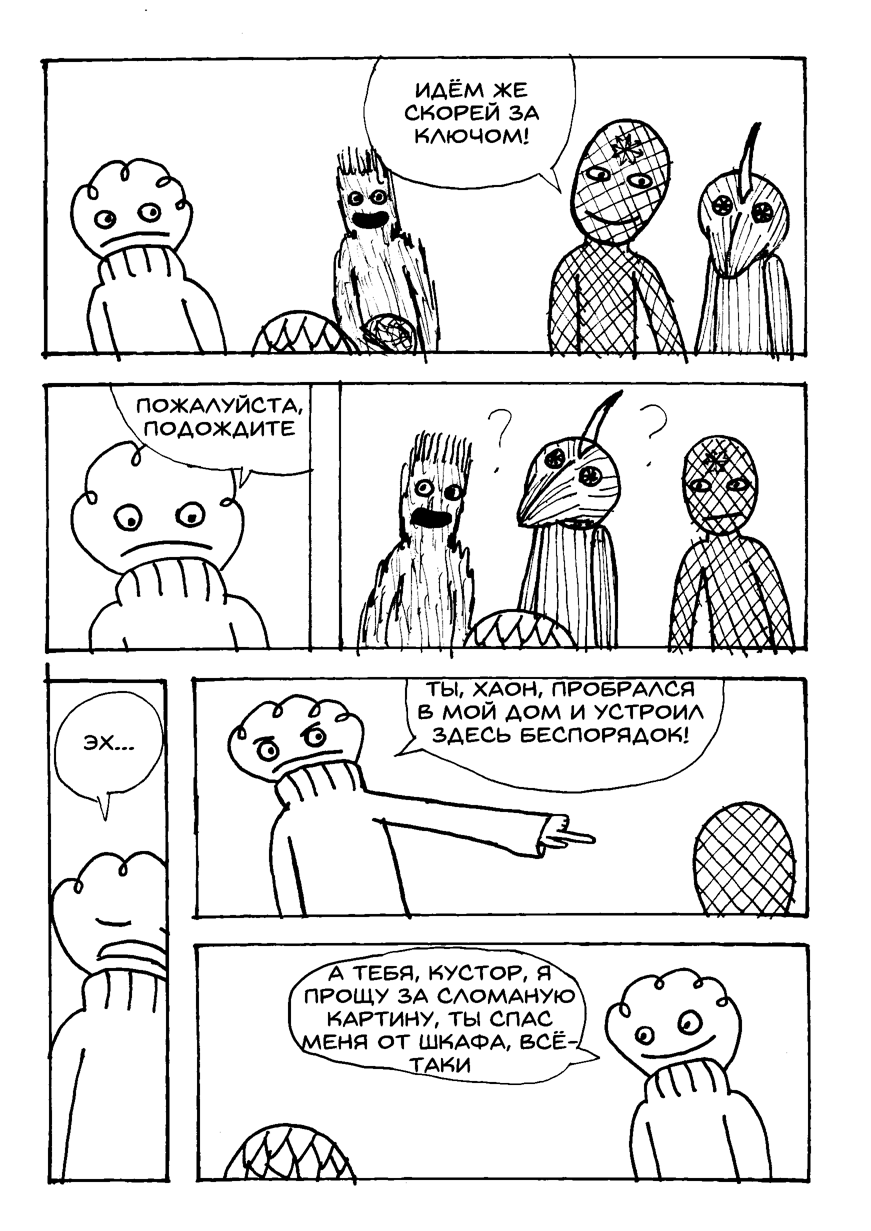 ИДЁМ ЖЕ
СКОРЕЙ ЗА
КЛЮЧОМ!
ПОЖАЛУЙСТА,
ПОДОЖДИТЕ
?
?
ЭХ...
ТЫ, ХАОН, ПРОБРАЛСЯ
В МОЙ ДОМ И УСТРОИЛ
ЗДЕСЬ БЕСПОРЯДОК!
А ТЕБЯ, КУСТОР, Я
ПРОЩУ ЗА СЛОМАНУЮ
КАРТИНУ, ТЫ СПАС
МЕНЯ ОТ ШКАФА, ВСЁ-
ТАКИ